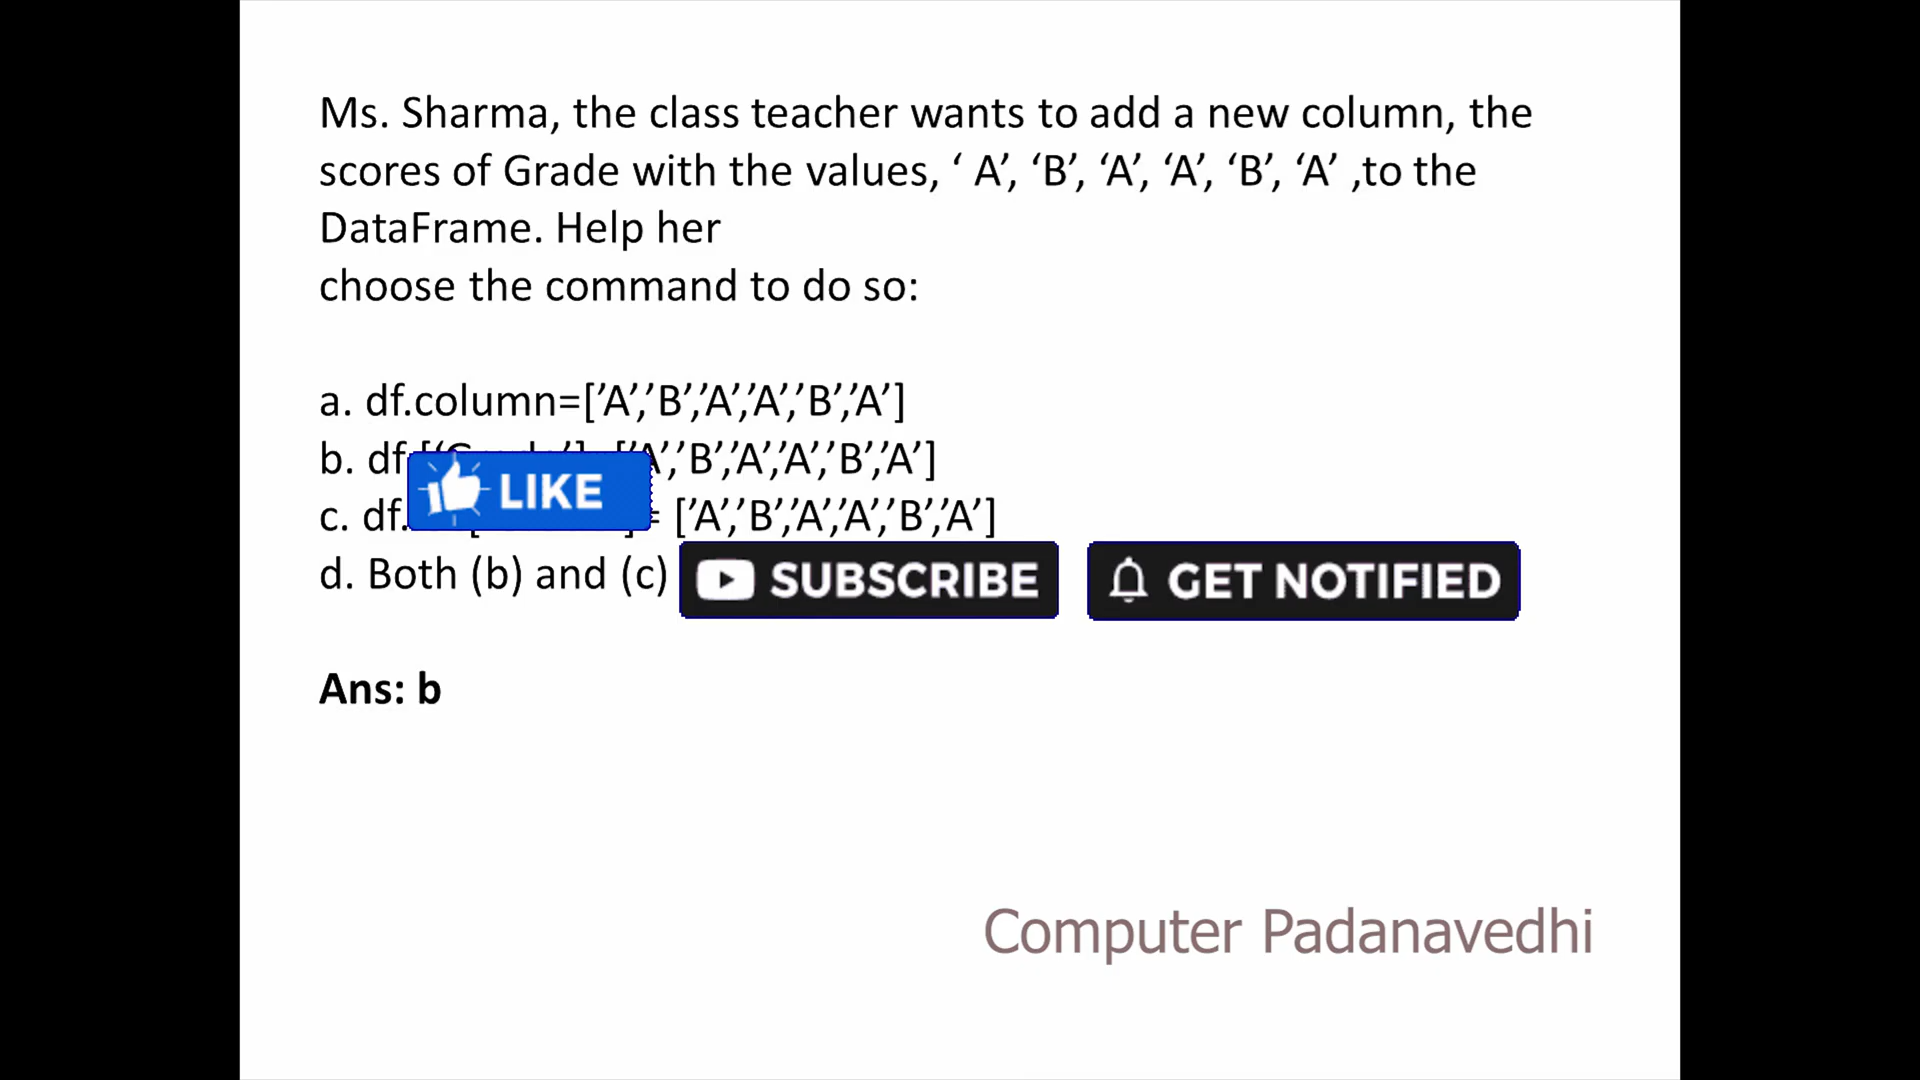 Ms. Sharma, the class teacher wants to add a new column, the
scores of Grade with the values, ‘ A’, ‘B’, ‘A’, ‘A’, ‘B’, ‘A’ ,to the
DataFrame. Help her
choose the command to do so:
a. df.column=[’A’,’B’,’A’,’A’,’B’,’A’]
b. df ’A’,’B’,’A’,’A’,’B’,’A’]
LIKE
c. df. = [’A’,’B’,’A’,’A’,’B’,’A’]
d. Both (b) and (c)
SUBSCRIBE
GET NOTIFIED
Ans: b
Computer Padanavedhi